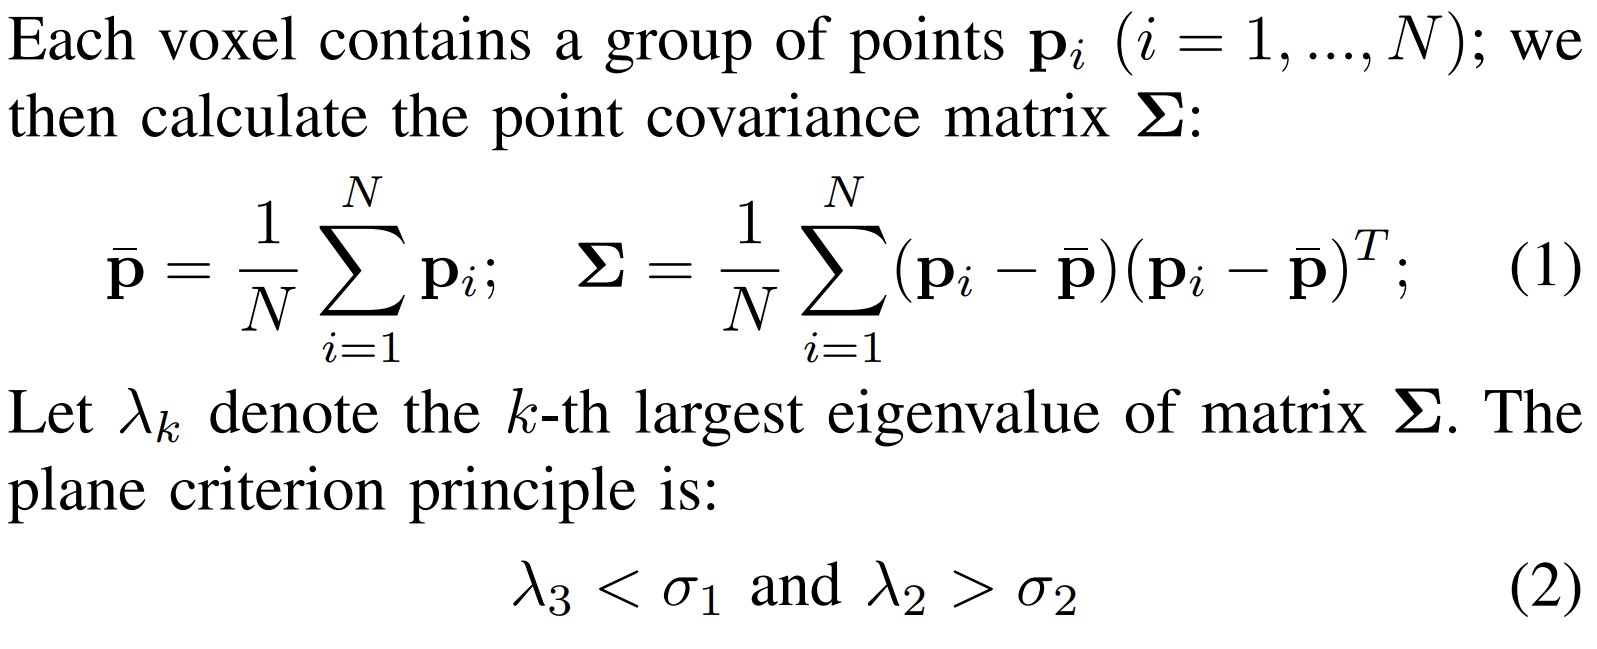 Each voxel contains a group of points $\mathbf{p}_i$ $(i = 1, ..., N)$; we
then calculate the point covariance matrix $\mathbf{\Sigma}$:
$\bar{\mathbf{p}} = \frac{1}{N} \sum_{i=1}^{N} \mathbf{p}_i; \quad \mathbf{\Sigma} = \frac{1}{N} \sum_{i=1}^{N} (\mathbf{p}_i - \bar{\mathbf{p}})(\mathbf{p}_i - \bar{\mathbf{p}})^T; \quad (1)$
Let $\lambda_k$ denote the $k$-th largest eigenvalue of matrix $\mathbf{\Sigma}$. The
plane criterion principle is:
$\lambda_3 < \sigma_1 \text{ and } \lambda_2 > \sigma_2 \quad (2)$